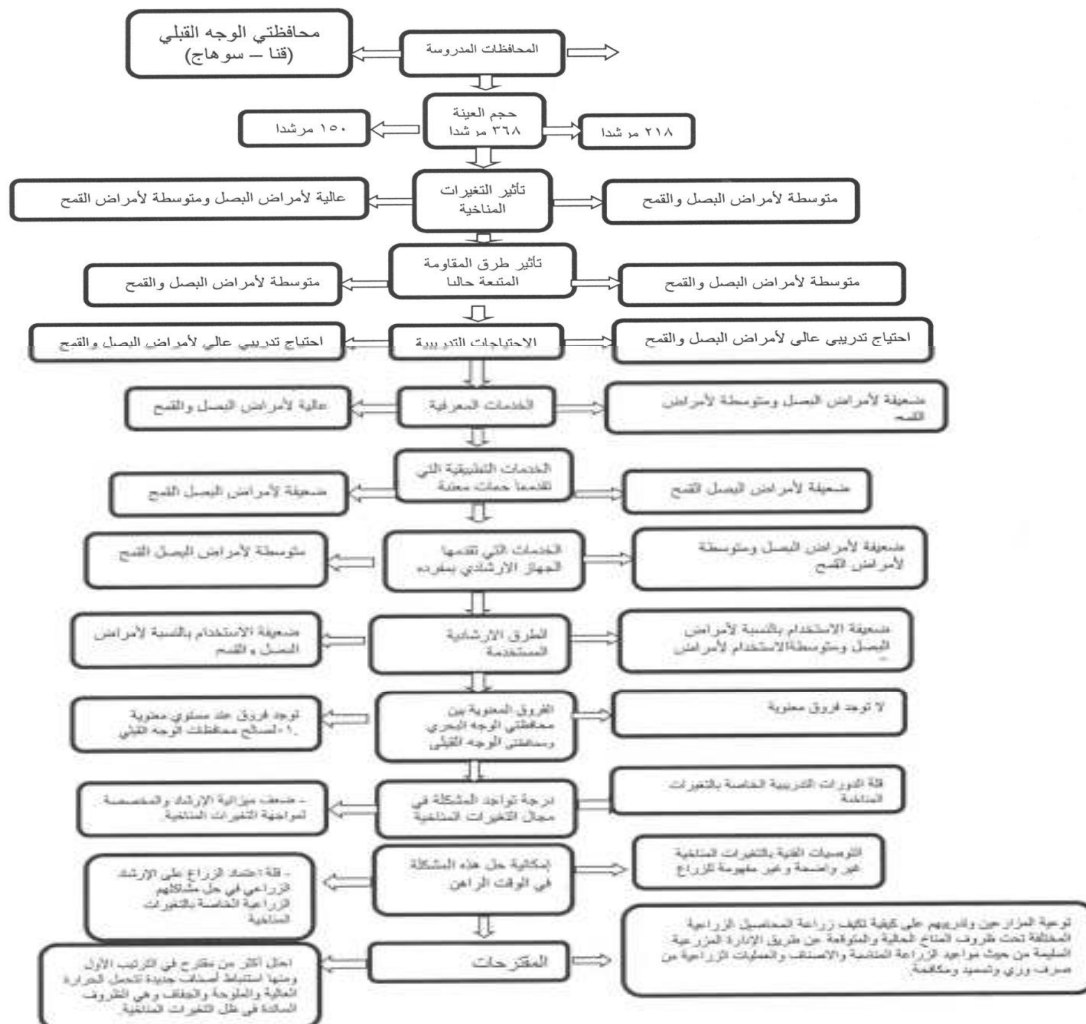 المحافظات المدروسة
محافظتي الوجه القبلي
(قنا – سوهاج)
حجم العينة
٣٦٨ مرشدا
٢١٨ مرشدا
١٥٠ مرشدا
تأثير التغيرات
المناخية
متوسطة لأمراض البصل والقمح
عالية لأمراض البصل ومتوسطة لأمراض القمح
تأثير طرق المقاومة
المتبعة حاليا
متوسطة لأمراض البصل والقمح
متوسطة لأمراض البصل والقمح
الاحتياجات التدريبية
احتياج تدريبي عالى لأمراض البصل والقمح
احتياج تدريبي عالي لأمراض البصل والقمح
الخدمات المعرفية
ضعيفة لأمراض البصل ومتوسطة لأمراض
القمح
عالية لأمراض البصل والقمح
الخدمات التطبيقية التي
تقدمها جهات معنية
ضعيفة لأمراض البصل القمح
ضعيفة لأمراض البصل القمح
الخدمات التي تقدمها
الجهاز الارشادي بمفرده
ضعيفة لأمراض البصل ومتوسطة
لأمراض القمح
متوسطة لأمراض البصل القمح
الطرق الارشادية
المستخدمة
ضعيفة الاستخدام بالنسبة لأمراض
البصل ومتوسطة الاستخدام لأمراض
ضعيفة الاستخدام بالنسبة لأمراض
البصل والقمح
الفروق المعنوية بين
محافظتي الوجه البحري
ومحافظتي الوجه القبلي
لا توجد فروق معنوية
توجد فروق عند مستوي معنوية
٠١. لصالح محافظات الوجه القبلي
درجة تواجد المشكلة في
مجال التغيرات المناخية
قلة الدورات التدريبية الخاصة بالتغيرات
المناخية
- ضعف ميزانية الإرشاد والمخصصة
لمواجهة التغيرات المناخية.
إمكانية حل هذه المشكلة
في الوقت الراهن
التوصيات الفنية بالتغيرات المناخية
غير واضحة وغير مفهومة للزراع
- قلة اعتماد الزراع على الإرشاد
الزراعي في حل مشاكلهم
الزراعية الخاصة بالتغيرات
المناخية
المقترحات
توعية المزارعين وتدريبهم على كيفية تكيف زراعة المحاصيل الزراعية
المختلفة تحت ظروف المناخ الحالية والمتوقعة عن طريق الإدارة المزرعية
السليمة من حيث مواعيد الزراعة المناسبة والاصناف والعمليات الزراعية من
صرف وري وتسميد ومكافحة.
احتل أكثر من مقترح في الترتيب الأول
ومنها استنباط أصناف جديدة تتحمل الحرارة
العالية والملوحة والجفاف وهي الظروف
السائدة في ظل التغيرات المناخية.